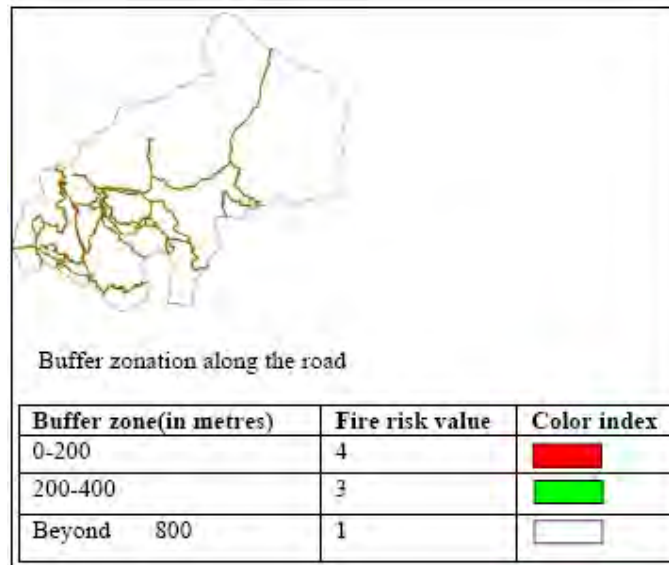 Buffer zonation along the road
Buffer zone(in metres) Fire risk value Color index
0-200 4
200-400 3
Beyond 800 1